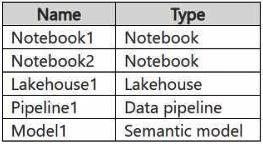 Name Type
Notebook1 Notebook
Notebook2 Notebook
Lakehouse1 Lakehouse
Pipeline1 Data pipeline
Model1 Semantic model